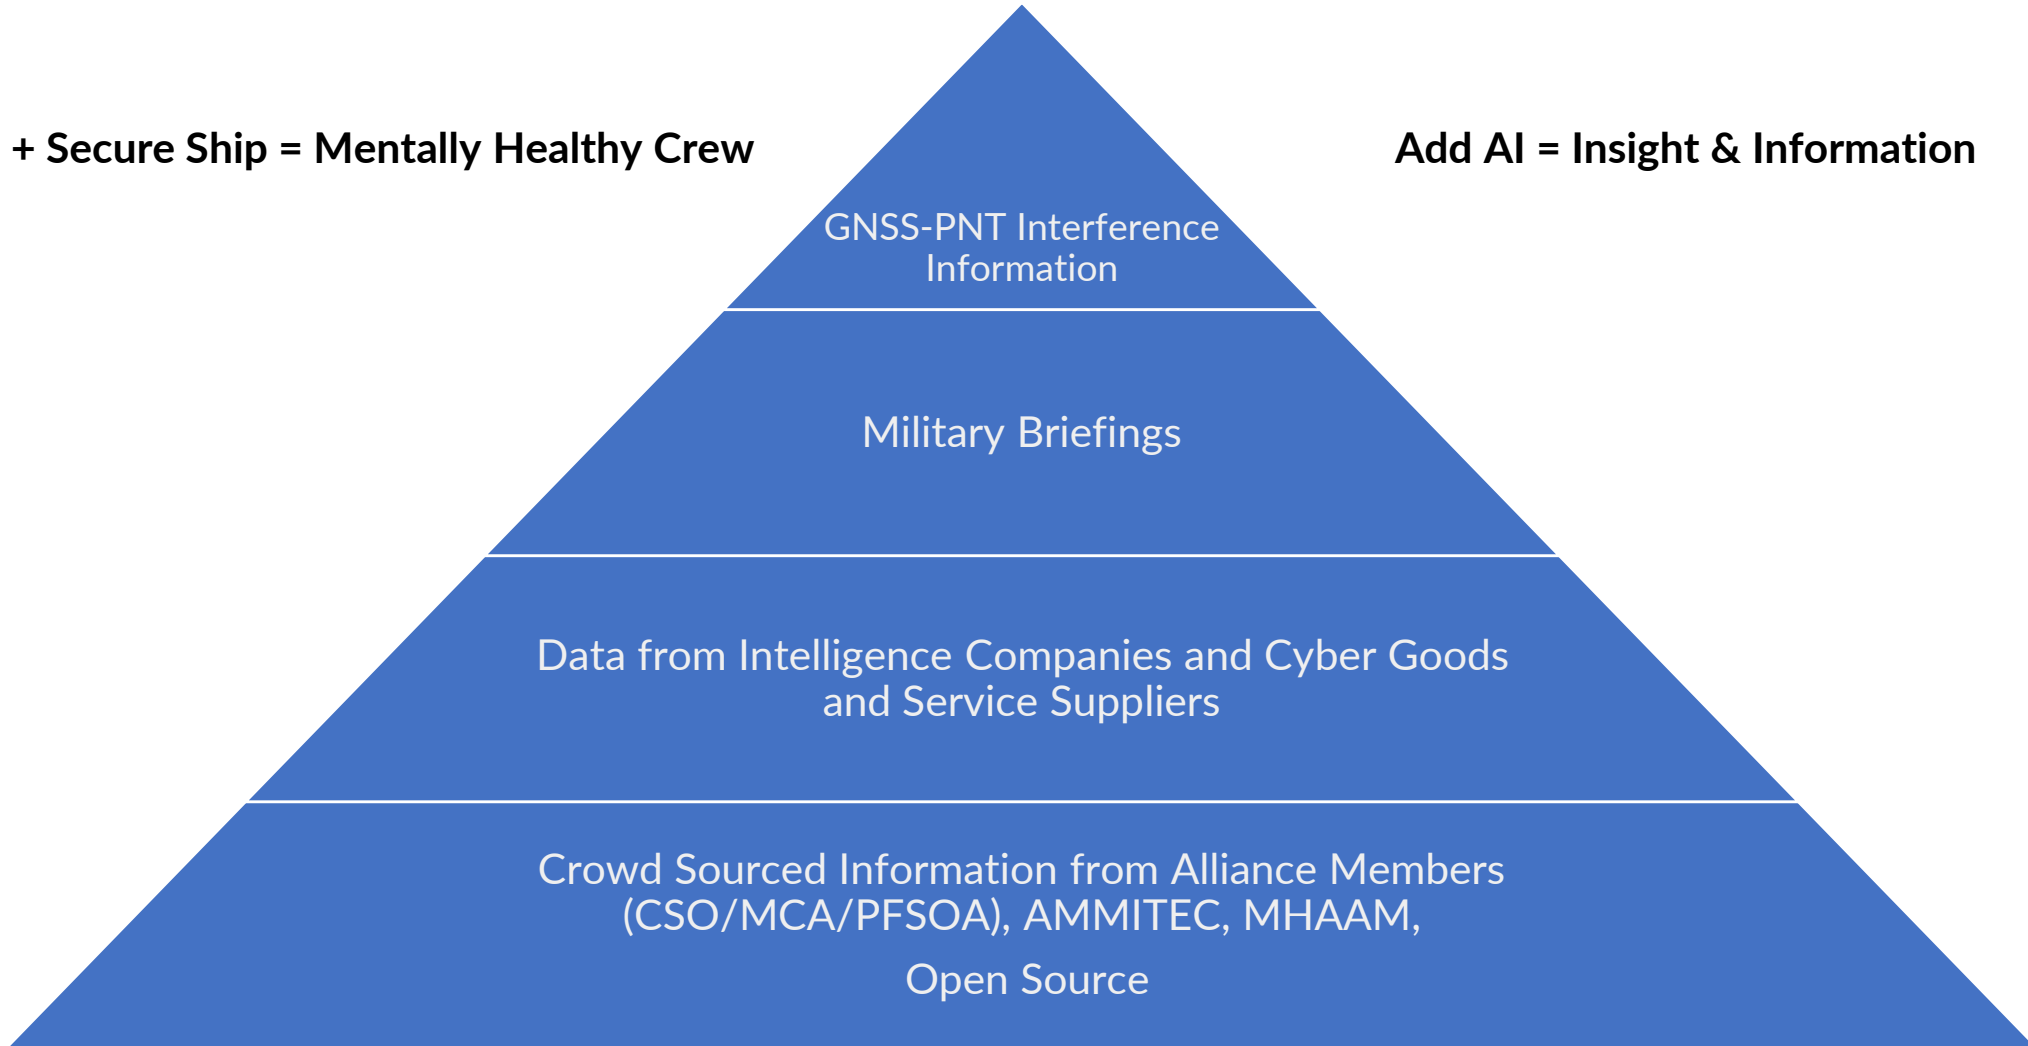 + Secure Ship = Mentally Healthy Crew
Add AI = Insight & Information
GNSS-PNT Interference
Information
Military Briefings
Data from Intelligence Companies and Cyber Goods
and Service Suppliers
Crowd Sourced Information from Alliance Members
(CSO/MCA/PFSOA), AMMITEC, MHAAM,
Open Source